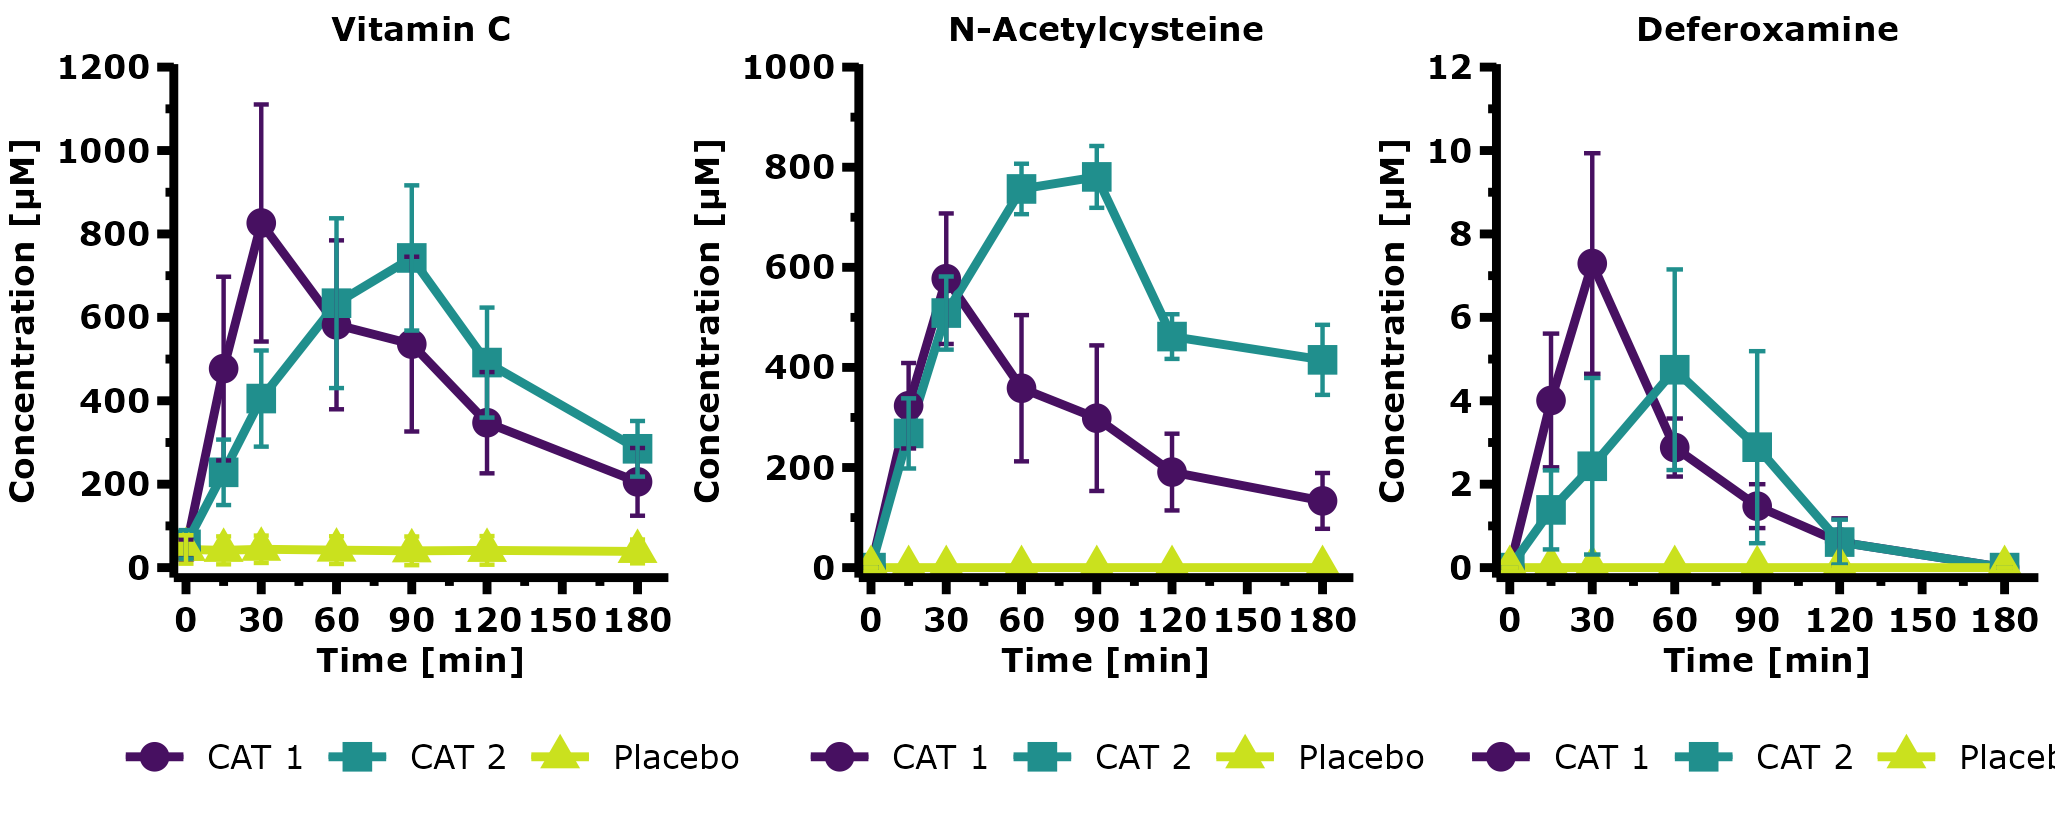 Vitamin C
N-Acetylcysteine
Deferoxamine
Concentration [µM]
1200
1000
800
600
400
200
0
0 30 60 90 120 150 180
Time [min]
Concentration [µM]
1000
800
600
400
200
0
0 30 60 90 120 150 180
Time [min]
Concentration [µM]
12
10
8
6
4
2
0
0 30 60 90 120 150 180
Time [min]
CAT 1 CAT 2 Placebo
CAT 1 CAT 2 Placebo
CAT 1 CAT 2 Placeb